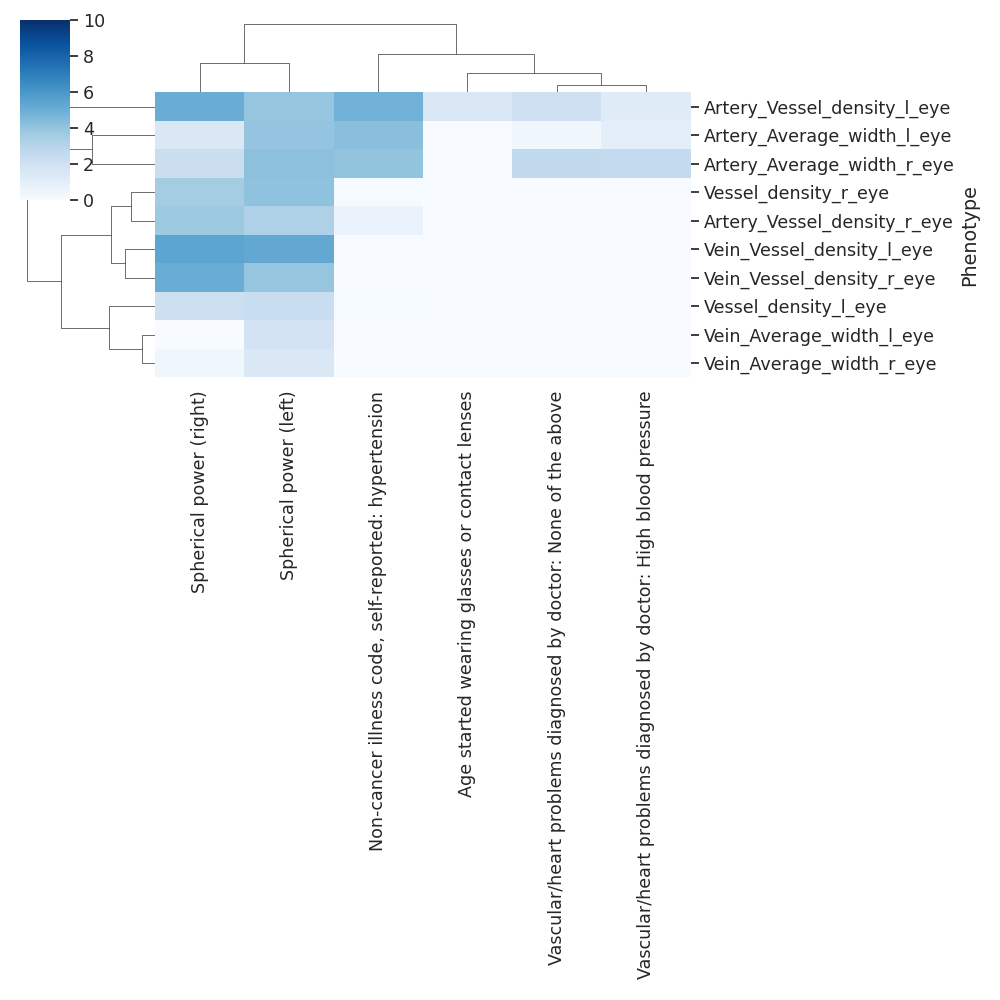 10
8
6
4
2
0
Artery_Vessel_density_l_eye
Artery_Average_width_l_eye
Artery_Average_width_r_eye
Vessel_density_r_eye
Artery_Vessel_density_r_eye
Vein_Vessel_density_l_eye
Vein_Vessel_density_r_eye
Vessel_density_l_eye
Vein_Average_width_l_eye
Vein_Average_width_r_eye
Phenotype
Spherical power (right)
Spherical power (left)
Non-cancer illness code, self-reported: hypertension
Age started wearing glasses or contact lenses
Vascular/heart problems diagnosed by doctor: None of the above
Vascular/heart problems diagnosed by doctor: High blood pressure